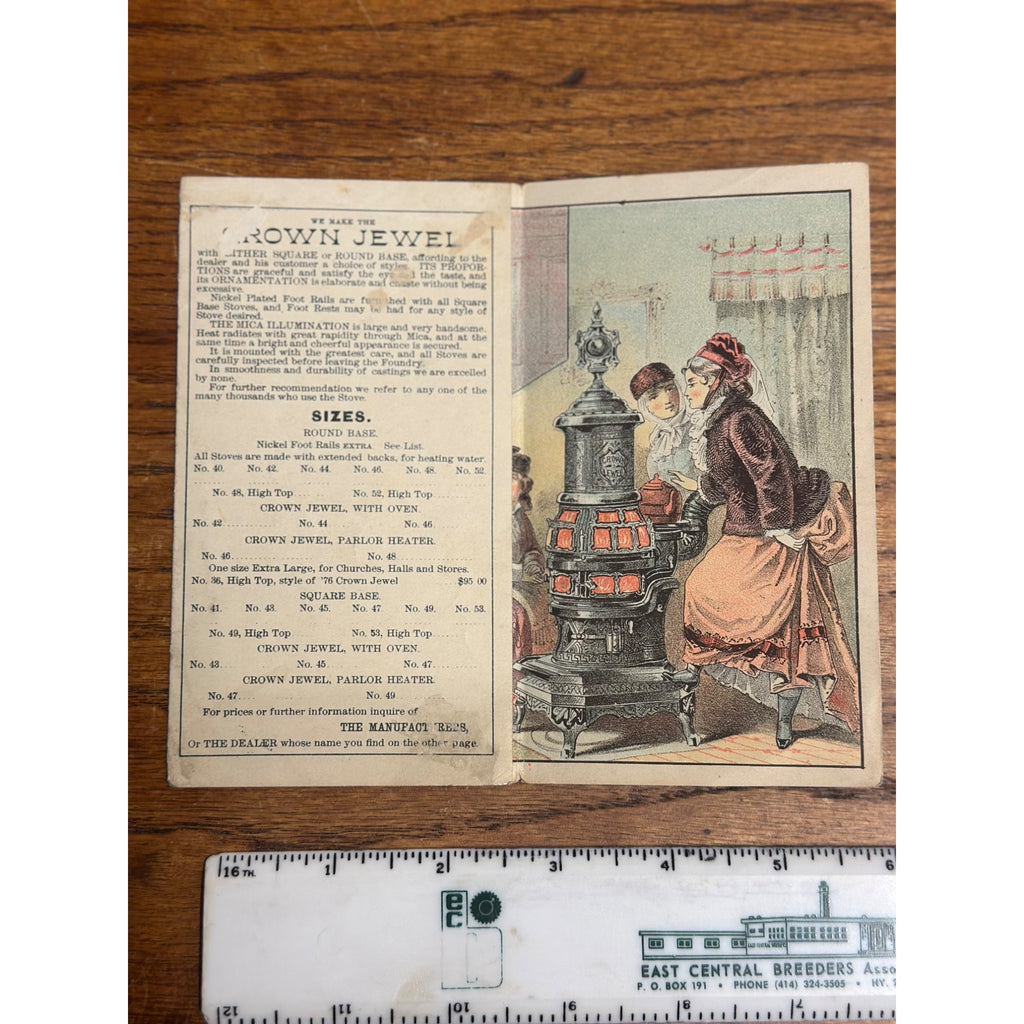 WE MAKE THE
CROWN JEWEL
with EITHER SQUARE or ROUND BASE, affording to the
dealer and his customer a choice of styles. ITS PROPOR-
TIONS are graceful and satisfy the eye and the taste, and
its ORNAMENTATION is elaborate and chaste without being
excessive.
Nickel Plated Foot Rails are furnished with all Square
Base Stoves, and Foot Rests may be had for any style of
Stove desired.
THE MICA ILLUMINATION is large and very handsome.
Heat radiates with great rapidity through Mica, and at the
same time a bright and cheerful appearance is secured.
It is mounted with the greatest care, and all Stoves are
carefully inspected before leaving the Foundry.
In smoothness and durability of castings we are excelled
by none.
For further recommendation we refer to any one of the
many thousands who use the Stove.
SIZES.
ROUND BASE.
Nickel Foot Rails EXTRA. See List.
All Stoves are made with extended backs, for heating water.
No. 40. No. 42. No. 44. No. 46. No. 48. No. 52.
No. 48, High Top..... No. 52, High Top..........
CROWN JEWEL, WITH OVEN.
No. 42.............. No. 44.............. No. 46..........
CROWN JEWEL, PARLOR HEATER.
No. 46.................. No. 48..................
One size Extra Large, for Churches, Halls and Stores.
No. 36, High Top, style of '76 Crown Jewel $95 00
SQUARE BASE.
No. 41. No. 43. No. 45. No. 47 No. 49. No. 53.
No. 49, High Top..... No. 53, High Top.....
CROWN JEWEL, WITH OVEN.
No. 43...... No. 45............ No. 47..........
CROWN JEWEL, PARLOR HEATER.
No. 47............ No. 49............
For prices or further information inquire of
THE MANUFACTURERS,
Or THE DEALER whose name you find on the other page.
CROWN
JEWEL
16TH. 1 2 3 4 5 6
ec
EAST CENTRAL BREEDERS Asso
P. O. BOX 191 • PHONE (414) 324-3505 • HY.
12 11 10 9 8 7